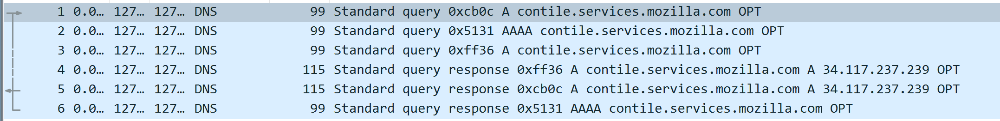 1 0.0… 127… 127… DNS 99 Standard query 0xcb0c A contile.services.mozilla.com OPT
2 0.0… 127… 127… DNS 99 Standard query 0x5131 AAAA contile.services.mozilla.com OPT
3 0.0… 127… 127… DNS 99 Standard query 0xff36 A contile.services.mozilla.com OPT
4 0.0… 127… 127… DNS 115 Standard query response 0xff36 A contile.services.mozilla.com A 34.117.237.239 OPT
5 0.0… 127… 127… DNS 115 Standard query response 0xcb0c A contile.services.mozilla.com A 34.117.237.239 OPT
6 0.0… 127… 127… DNS 99 Standard query response 0x5131 AAAA contile.services.mozilla.com OPT